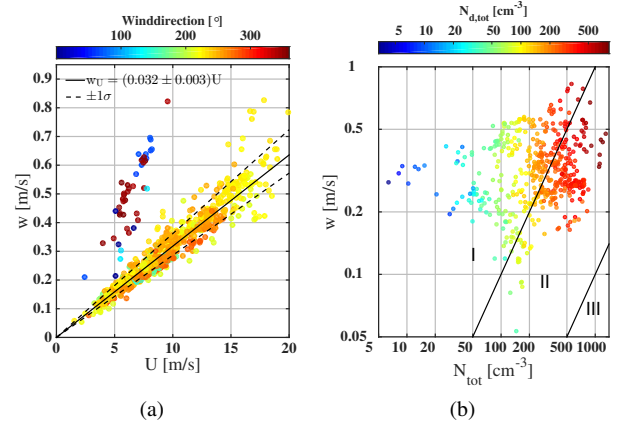 Winddirection [°]
100 200 300
0.9
0.8
0.7
0.6
0.5
0.4
0.3
0.2
0.1
0
w [m/s]
w_U = (0.032 ± 0.003)U
±1σ
0 5 10 15 20
U [m/s]
(a)
N_d,tot [cm⁻³]
5 10 20 50 100 200 500
1
0.5
0.2
0.1
0.05
w [m/s]
I
II
III
5 10 20 50 100 200 500 1000
N_tot [cm⁻³]
(b)